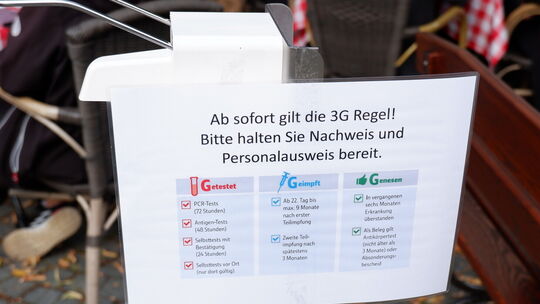 Ab sofort gilt die 3G Regel!
Bitte halten Sie Nachweis und
Personalausweis bereit.
Getestet
PCR-Tests
(72 Stunden)
Antigen-Tests
(48 Stunden)
Selbsttests mit
Bestätigung
(24 Stunden)
Selbsttests vor Ort
(nur dort gültig)
Geimpft
Ab 22. Tag bis
max. 9 Monate
nach erster
Impfung
Zweite Teil-
impfung nach
spätestens
3 Monaten
Genesen
In vergangenen
sechs Monaten
Erkrankung
überstanden
Als Beleg gilt
Antikörpertest
(nicht älter als
3 Monate) oder
Absonderungs-
bescheid